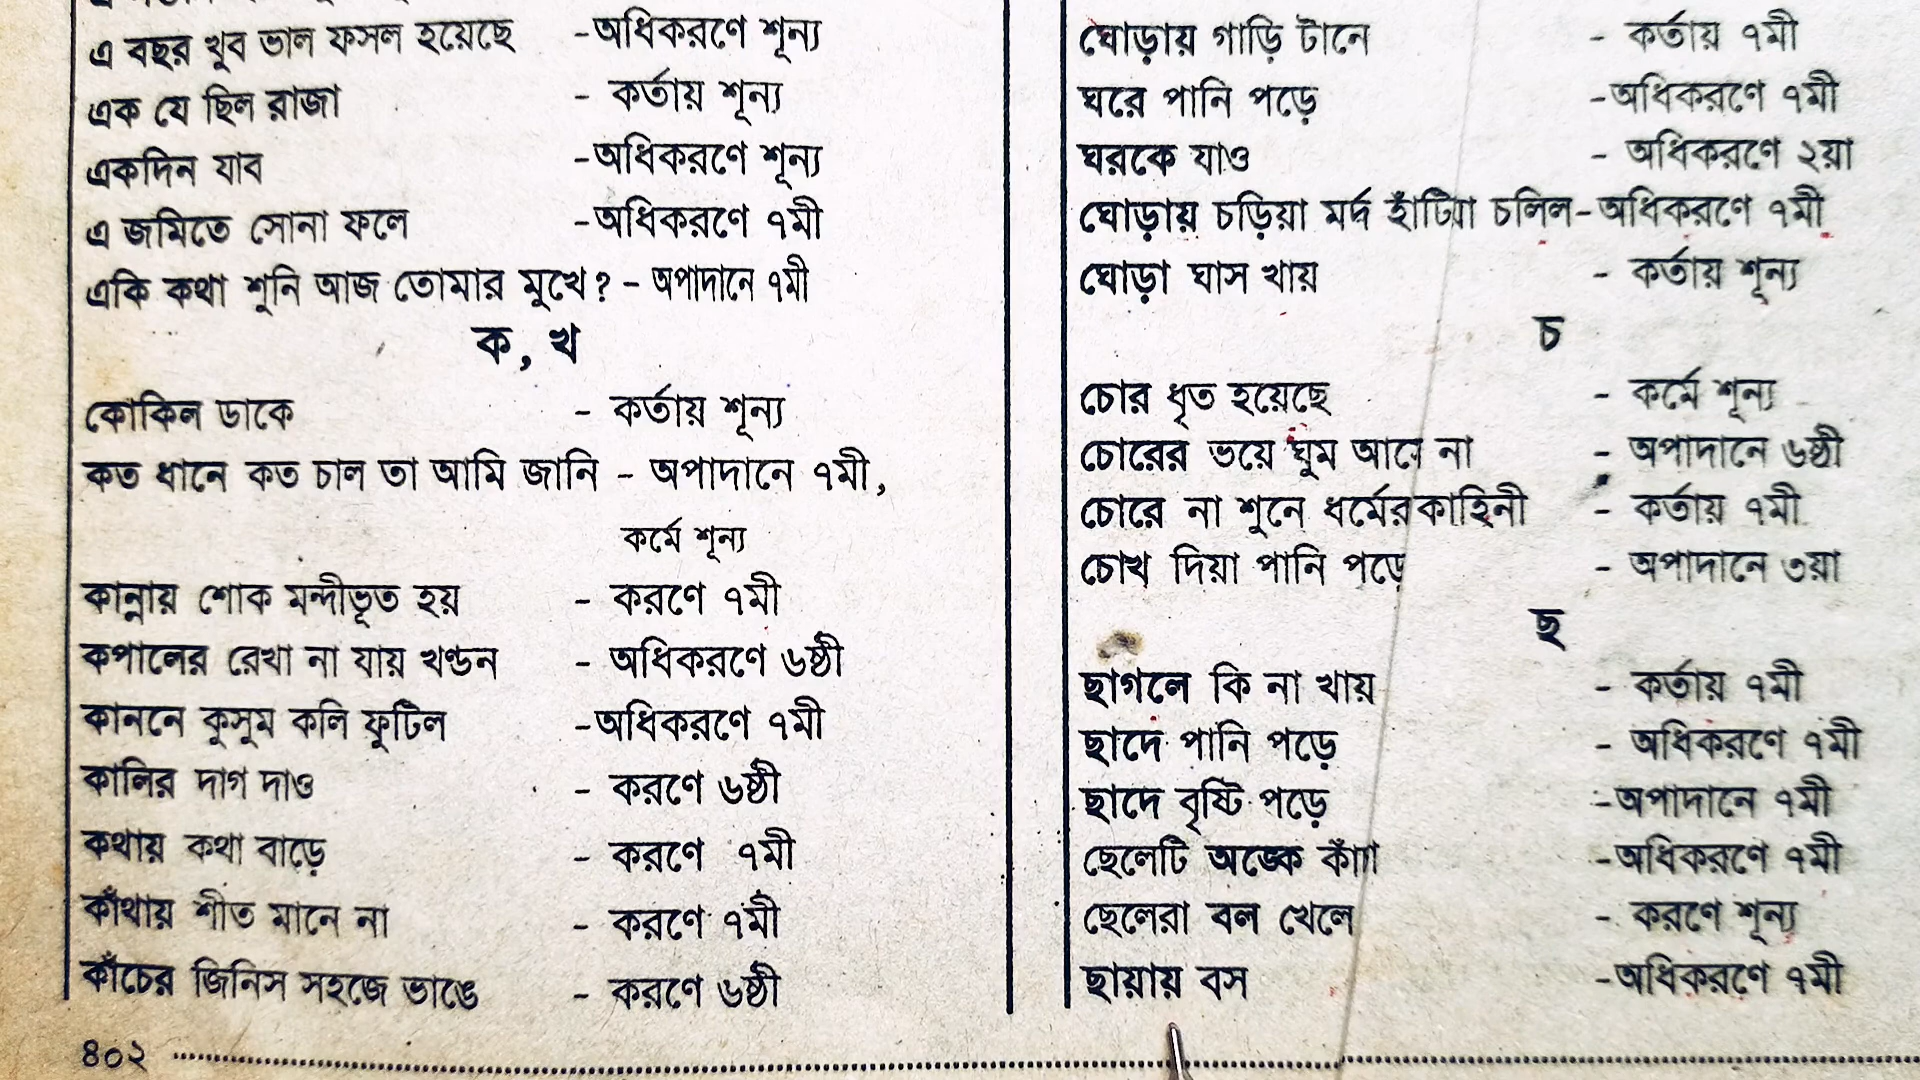 এ বছর খুব ভাল ফসল হয়েছে -অধিকরণে শূন্য
এক যে ছিল রাজা - কর্তায় শূন্য
একদিন যাব -অধিকরণে শূন্য
এ জমিতে সোনা ফলে -অধিকরণে ৭মী
একি কথা শুনি আজ তোমার মুখে? - অপাদানে ৭মী
ক, খ
কোকিল ডাকে - কর্তায় শূন্য
কত ধানে কত চাল তা আমি জানি - অপাদানে ৭মী,
কর্মে শূন্য
কান্নায় শোক মন্দীভূত হয় - করণে ৭মী
কপালের রেখা না যায় খণ্ডন - অধিকরণে ৬ষ্ঠী
কাননে কুসুম কলি ফুটিল -অধিকরণে ৭মী
কালির দাগ দাও - করণে ৬ষ্ঠী
কথায় কথা বাড়ে - করণে ৭মী
কাঁথায় শীত মানে না - করণে ৭মী
কাঁচের জিনিস সহজে ভাঙে - করণে ৬ষ্ঠী
৪০২
ঘোড়ায় গাড়ি টানে - কর্তায় ৭মী
ঘরে পানি পড়ে -অধিকরণে ৭মী
ঘরকে যাও - অধিকরণে ২য়া
ঘোড়ায় চড়িয়া মর্দ হাঁটিয়া চলিল-অধিকরণে ৭মী
ঘোড়া ঘাস খায় - কর্তায় শূন্য
চ
চোর ধৃত হয়েছে - কর্মে শূন্য
চোরের ভয়ে ঘুম আসে না - অপাদানে ৬ষ্ঠী
চোরে না শুনে ধর্মের কাহিনী - কর্তায় ৭মী
চোখ দিয়া পানি পড়ে - অপাদানে ৩য়া
ছ
ছাগলে কি না খায় - কর্তায় ৭মী
ছাদে পানি পড়ে - অধিকরণে ৭মী
ছাদে বৃষ্টি পড়ে -অপাদানে ৭মী
ছেলেটি অঙ্কে -অধিকরণে ৭মী
ছেলেরা বল খেলে - করণে শূন্য
ছায়ায় বস -অধিকরণে ৭মী